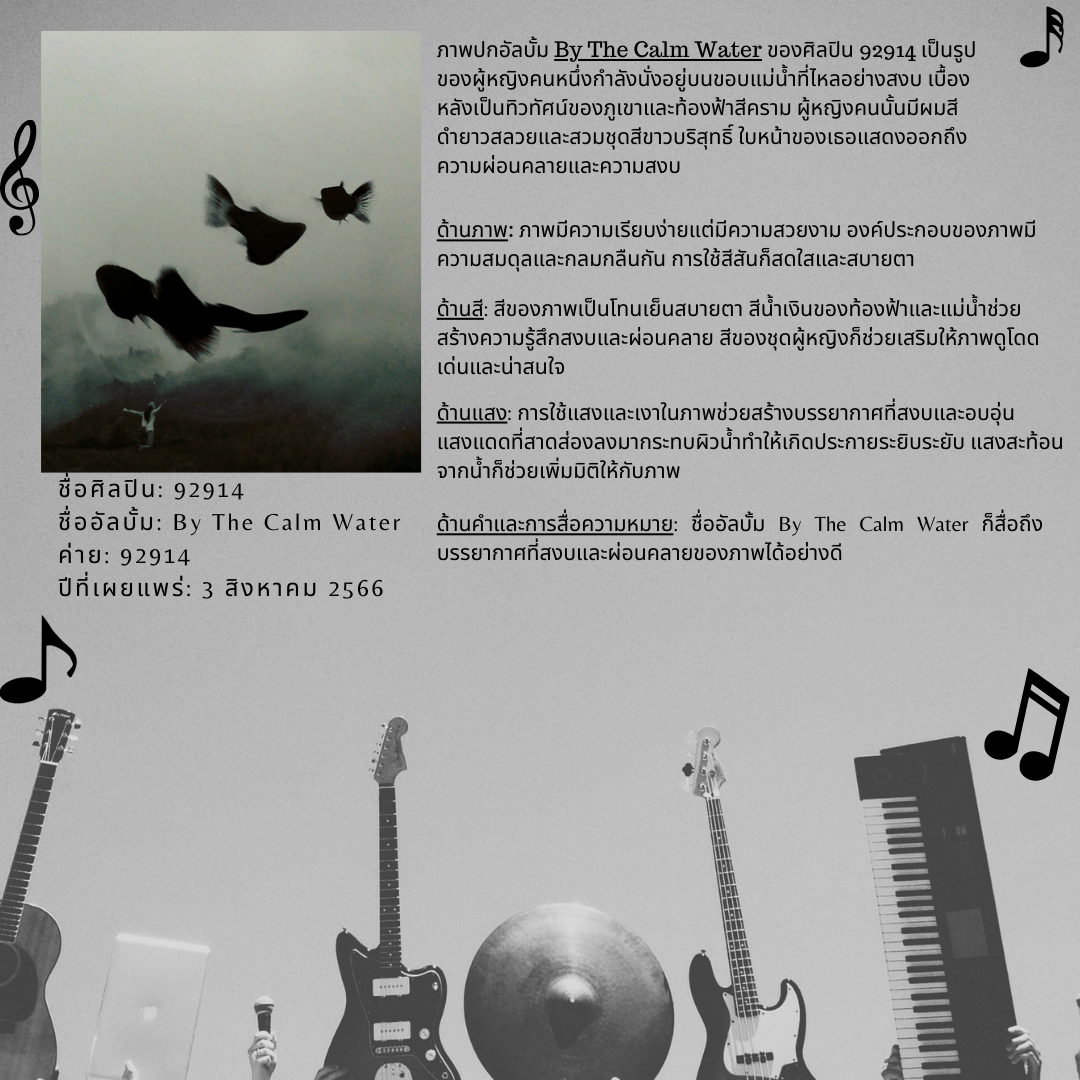 ภาพปกอัลบั้ม By The Calm Water ของศิลปิน 92914 เป็นรูป
ของผู้หญิงคนหนึ่งกำลังนั่งอยู่บนขอบแม่น้ำที่ไหลอย่างสงบ เบื้อง
หลังเป็นทิวทัศน์ของภูเขาและท้องฟ้าสีคราม ผู้หญิงคนนั้นมีผมสี
ดำยาวสลวยและสวมชุดสีขาวบริสุทธิ์ ใบหน้าของเธอแสดงออกถึง
ความผ่อนคลายและความสงบ
ด้านภาพ: ภาพมีความเรียบง่ายแต่มีความสวยงาม องค์ประกอบของภาพมี
ความสมดุลและกลมกลืนกัน การใช้สีสันก็สดใสและสบายตา
ด้านสี: สีของภาพเป็นโทนเย็นสบายตา สีน้ำเงินของท้องฟ้าและแม่น้ำช่วย
สร้างความรู้สึกสงบและผ่อนคลาย สีของชุดผู้หญิงก็ช่วยเสริมให้ภาพดูโดด
เด่นและน่าสนใจ
ด้านแสง: การใช้แสงและเงาในภาพช่วยสร้างบรรยากาศที่สงบและอบอุ่น
แสงแดดที่สาดส่องลงมากระทบผิวน้ำทำให้เกิดประกายระยิบระยับ แสงสะท้อน
จากน้ำก็ช่วยเพิ่มมิติให้กับภาพ
ด้านคำและการสื่อความหมาย: ชื่ออัลบั้ม By The Calm Water ก็สื่อถึง
บรรยากาศที่สงบและผ่อนคลายของภาพได้อย่างดี
ชื่อศิลปิน: 92914
ชื่ออัลบั้ม: By The Calm Water
ค่าย: 92914
ปีที่เผยแพร่: 3 สิงหาคม 2566